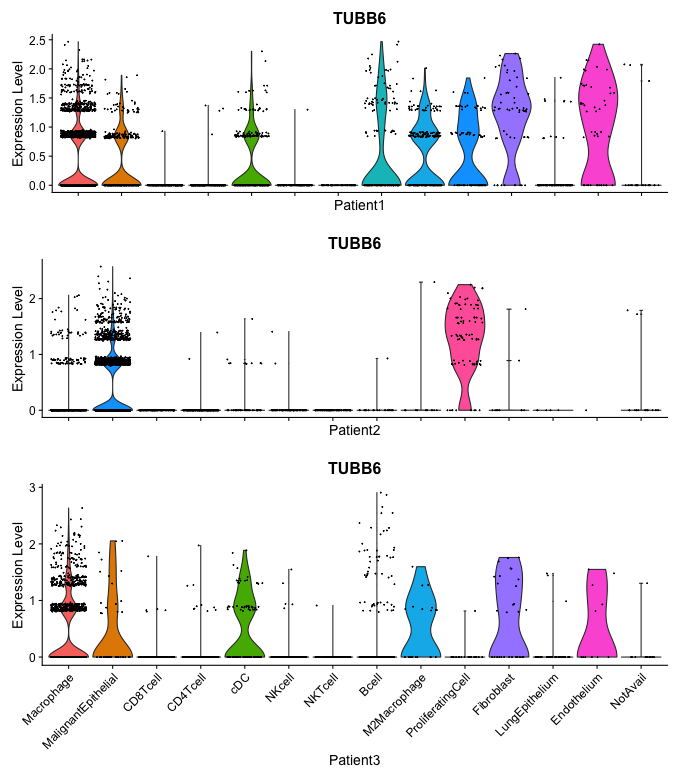 TUBB6
Expression Level
2.5
2.0
1.5
1.0
0.5
0.0
Patient1
TUBB6
Expression Level
2
1
0
Patient2
TUBB6
Expression Level
3
2
1
0
Macrophage
MalignantEpithelial
CD8Tcell
CD4Tcell
cDC
NKcell
NKTcell
Bcell
M2Macrophage
ProliferatingCell
Fibroblast
LungEpithelium
Endothelium
NotAvail
Patient3